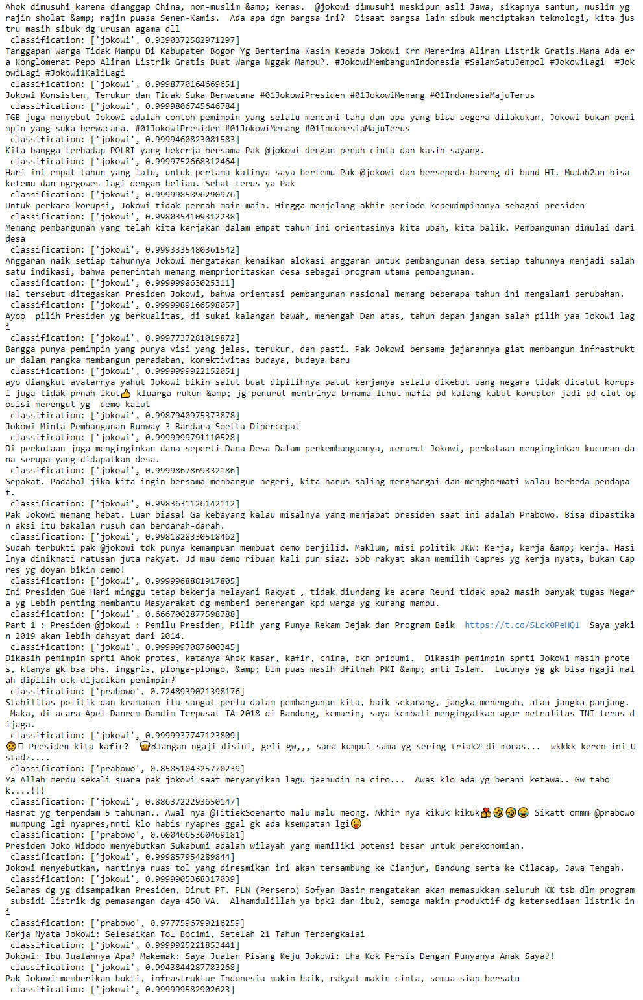 Ahok dimusuhi karena dianggap China, non-muslim &amp; keras.  @jokowi dimusuhi meskipun asli Jawa, sikapnya santun, muslim yg
rajin sholat &amp; rajin puasa Senen-Kamis.  Ada apa dgn bangsa ini?  Disaat bangsa lain sibuk menciptakan teknologi, kita jus
tru masih sibuk dg urusan agama dll
 classification: ['jokowi', 0.9390372582971297]
Tanggapan Warga Tidak Mampu Di Kabupaten Bogor Yg Berterima Kasih Kepada Jokowi Krn Menerima Aliran Listrik Gratis.Mana Ada er
a Konglomerat Pepo Aliran Listrik Gratis Buat Warga Nggak Mampu?. #JokowiMembangunIndonesia #SalamSatuJempol #JokowiLagi  #Jok
owiLagi #Jokowi1KaliLagi
 classification: ['jokowi', 0.9998770164669651]
Jokowi Konsisten, Terukur dan Tidak Suka Berwacana #01JokowiPresiden #01JokowiMenang #01IndonesiaMajuTerus
 classification: ['jokowi', 0.9999806745646784]
TGB juga menyebut Jokowi adalah contoh pemimpin yang selalu mencari tahu dan apa yang bisa segera dilakukan, Jokowi bukan pemi
mpin yang suka berwacana. #01JokowiPresiden #01JokowiMenang #01IndonesiaMajuTerus
 classification: ['jokowi', 0.9999460823081583]
Kita bangga terhadap POLRI yang bekerja bersama Pak @jokowi dengan penuh cinta dan kasih sayang.
 classification: ['jokowi', 0.9999752668312464]
Hari ini empat tahun yang lalu, untuk pertama kalinya saya bertemu Pak @jokowi dan bersepeda bareng di bund HI. Mudah2an bisa
ketemu dan ngegowes lagi dengan beliau. Sehat terus ya Pak
 classification: ['jokowi', 0.9999985896290976]
Untuk perkara korupsi, Jokowi tidak pernah main-main. Hingga menjelang akhir periode kepemimpinanya sebagai presiden
 classification: ['jokowi', 0.9980354109312238]
Memang pembangunan yang telah kita kerjakan dalam empat tahun ini orientasinya kita ubah, kita balik. Pembangunan dimulai dari
desa
 classification: ['jokowi', 0.9993335480361542]
Anggaran naik setiap tahunnya Jokowi mengatakan kenaikan alokasi anggaran untuk pembangunan desa setiap tahunnya menjadi salah
satu indikasi, bahwa pemerintah memang memprioritaskan desa sebagai program utama pembangunan.
 classification: ['jokowi', 0.999999863025311]
Hal tersebut ditegaskan Presiden Jokowi, bahwa orientasi pembangunan nasional memang beberapa tahun ini mengalami perubahan.
 classification: ['jokowi', 0.9999989166598057]
Ayoo  pilih Presiden yg berkualitas, di sukai kalangan bawah, menengah Dan atas, tahun depan jangan salah pilih yaa Jokowi lag
i
 classification: ['jokowi', 0.9997737281019872]
Bangga punya pemimpin yang punya visi yang jelas, terukur, dan pasti. Pak Jokowi bersama jajarannya giat membangun infrastrukt
ur dalam rangka membangun peradaban, konektivitas budaya, budaya baru
 classification: ['jokowi', 0.9999999922152051]
ayo diangkut avatarnya yahut Jokowi bikin salut buat dipilihnya patut kerjanya selalu dikebut uang negara tidak dicatut korups
i juga tidak prnah ikut👍 kluarga rukun &amp; jg penurut mentrinya brnama luhut mafia pd kalang kabut koruptor jadi pd ciut op
osisi merengut yg  demo kalut
 classification: ['jokowi', 0.9987940975373878]
Jokowi Minta Pembangunan Runway 3 Bandara Soetta Dipercepat
 classification: ['jokowi', 0.9999999791110528]
Di perkotaan juga menginginkan dana seperti Dana Desa Dalam perkembangannya, menurut Jokowi, perkotaan menginginkan kucuran da
na serupa yang didapatkan desa.
 classification: ['jokowi', 0.9999867869332186]
Sepakat. Padahal jika kita ingin bersama membangun negeri, kita harus saling menghargai dan menghormati walau berbeda pendapa
t.
 classification: ['jokowi', 0.9983631126142112]
Pak Jokowi memang hebat. Luar biasa! Ga kebayang kalau misalnya yang menjabat presiden saat ini adalah Prabowo. Bisa dipastika
n aksi itu bakalan rusuh dan berdarah-darah.
 classification: ['jokowi', 0.9981828330518462]
Sudah terbukti pak @jokowi tdk punya kemampuan membuat demo berjilid. Maklum, misi politik JKW: Kerja, kerja &amp; kerja. Hasi
lnya dinikmati ratusan juta rakyat. Jd mau demo ribuan kali pun sia2. Sbb rakyat akan memilih Capres yg kerja nyata, bukan Cap
res yg doyan bikin demo!
 classification: ['jokowi', 0.9999968881917805]
Ini Presiden Gue Hari minggu tetap bekerja melayani Rakyat , tidak diundang ke acara Reuni tidak apa2 masih banyak tugas Negar
a yg Lebih penting membantu Masyarakat dg memberi penerangan kpd warga yg kurang mampu.
 classification: ['jokowi', 0.6667002877598788]
Part 1 : Presiden @jokowi : Pemilu Presiden, Pilih yang Punya Rekam Jejak dan Program Baik  https://t.co/SLck0PeHQ1  Saya yaki
n 2019 akan lebih dahsyat dari 2014.
 classification: ['jokowi', 0.9999997087600345]
Dikasih pemimpin sprti Ahok protes, katanya Ahok kasar, kafir, china, bkn pribumi.  Dikasih pemimpin sprti Jokowi masih prote
s, ktanya gk bsa bhs. inggris, plonga-plongo, &amp; blm puas masih dfitnah PKI &amp; anti Islam.  Lucunya yg gk bisa ngaji mal
ah dipilih utk dijadikan pemimpin?
 classification: ['prabowo', 0.7248939021398176]
Stabilitas politik dan keamanan itu sangat perlu dalam pembangunan kita, baik sekarang, jangka menengah, atau jangka panjang.
 Maka, di acara Apel Danrem-Dandim Terpusat TA 2018 di Bandung, kemarin, saya kembali mengingatkan agar netralitas TNI terus d
ijaga.
 classification: ['jokowi', 0.9999937747123809]
👨▯ Presiden kita kafir?  👳♂Jangan ngaji disini, geli gw,,, sana kumpul sama yg sering triak2 di monas...  wkkkk keren ini U
stadz....
 classification: ['prabowo', 0.8585104325770239]
Ya Allah merdu sekali suara pak jokowi saat menyanyikan lagu jaenudin na ciro...  Awas klo ada yg berani ketawa.. Gw tabo
k....!!!
 classification: ['jokowi', 0.8863722293650147]
Hasrat yg terpendam 5 tahunan.. Awal nya @TitiekSoeharto malu malu meong. Akhir nya kikuk kikuk💏🤣🤣😂 Sikatt ommm @prabowo
 mumpung lgi nyapres,nnti klo habis nyapres ggal gk ada ksempatan lgi😛
 classification: ['prabowo', 0.6004665360469181]
Presiden Joko Widodo menyebutkan Sukabumi adalah wilayah yang memiliki potensi besar untuk perekonomian.
 classification: ['jokowi', 0.999857954289844]
Jokowi menyebutkan, nantinya ruas tol yang diresmikan ini akan tersambung ke Cianjur, Bandung serta ke Cilacap, Jawa Tengah.
 classification: ['jokowi', 0.9999905368317039]
Selaras dg yg disampaikan Presiden, Dirut PT. PLN (Persero) Sofyan Basir mengatakan akan memasukkan seluruh KK tsb dlm program
 subsidi listrik dg pemasangan daya 450 VA.  Alhamdulillah ya bpk2 dan ibu2, semoga makin produktif dg ketersediaan listrik in
i
 classification: ['prabowo', 0.9777596799216259]
Kerja Nyata Jokowi: Selesaikan Tol Bocimi, Setelah 21 Tahun Terbengkalai
 classification: ['jokowi', 0.9999925221853441]
Jokowi: Ibu Jualannya Apa? Makemak: Saya Jualan Pisang Keju Jokowi: Lha Kok Persis Dengan Punyanya Anak Saya?!
 classification: ['jokowi', 0.9943844287783268]
Pak Jokowi memberikan bukti, infrastruktur Indonesia makin baik, rakyat makin cinta, semua siap bersatu
 classification: ['jokowi', 0.999999582902623]